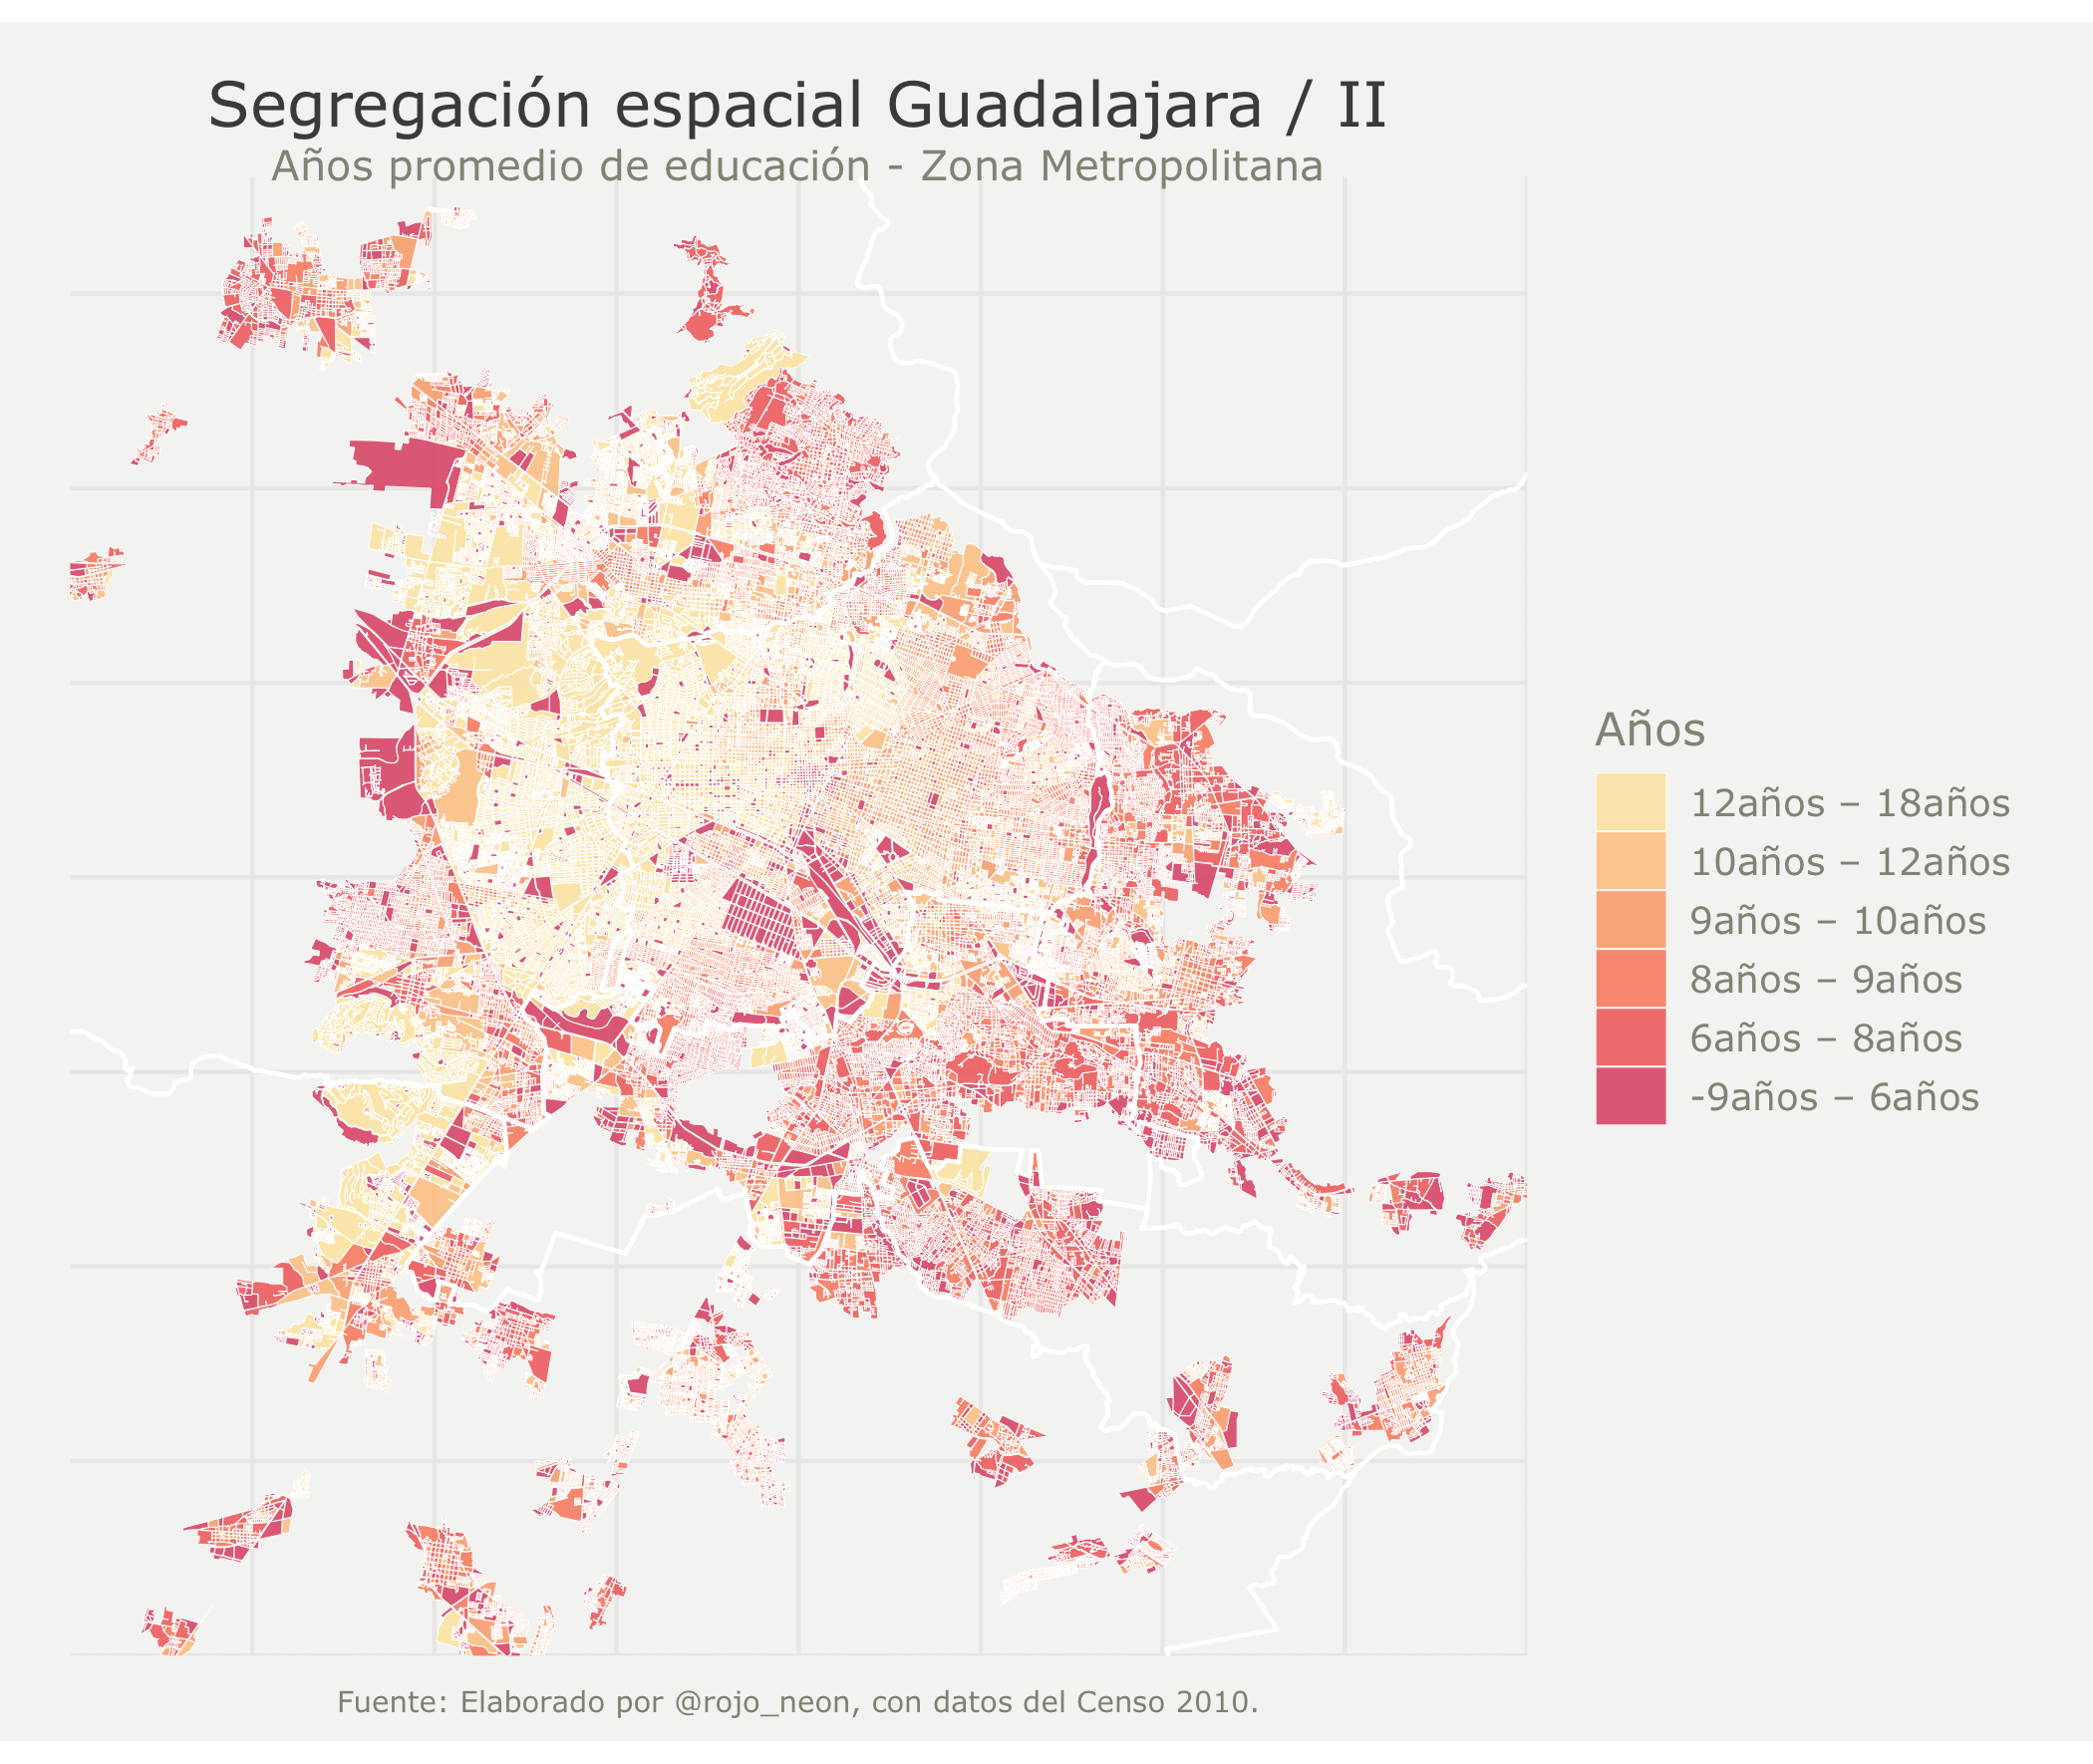 Segregación espacial Guadalajara / II
Años promedio de educación - Zona Metropolitana
Años
12años – 18años
10años – 12años
9años – 10años
8años – 9años
6años – 8años
-9años – 6años
Fuente: Elaborado por @rojo_neon, con datos del Censo 2010.